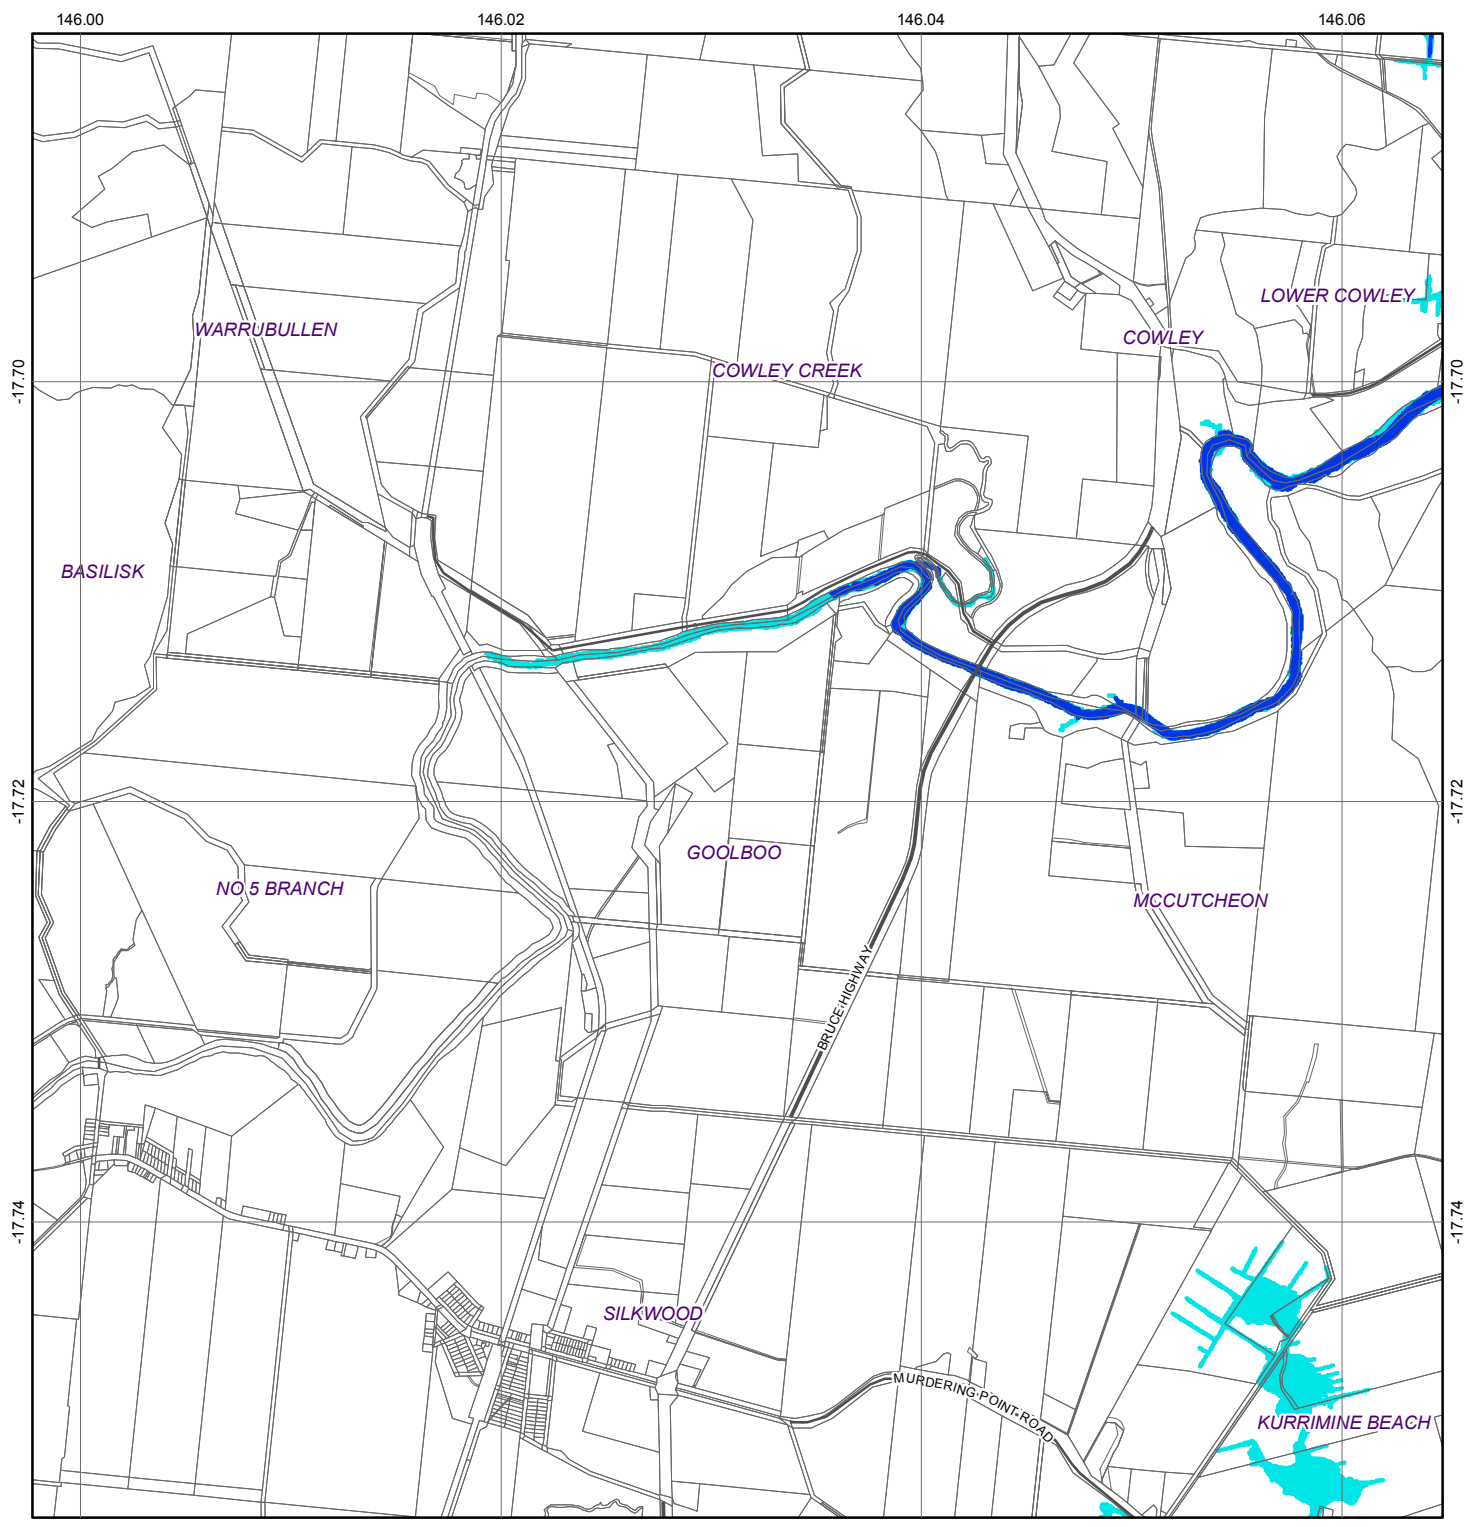 146.00
146.02
146.04
146.06
LOWER COWLEY
WARRUBULLEN
COWLEY
COWLEY CREEK
-17.70
-17.70
BASILISK
-17.72
-17.72
GOOLBOO
NO 5 BRANCH
MCCUTCHEON
BRUCE HIGHWAY
-17.74
-17.74
SILKWOOD
MURDERING POINT ROAD
KURRIMINE BEACH